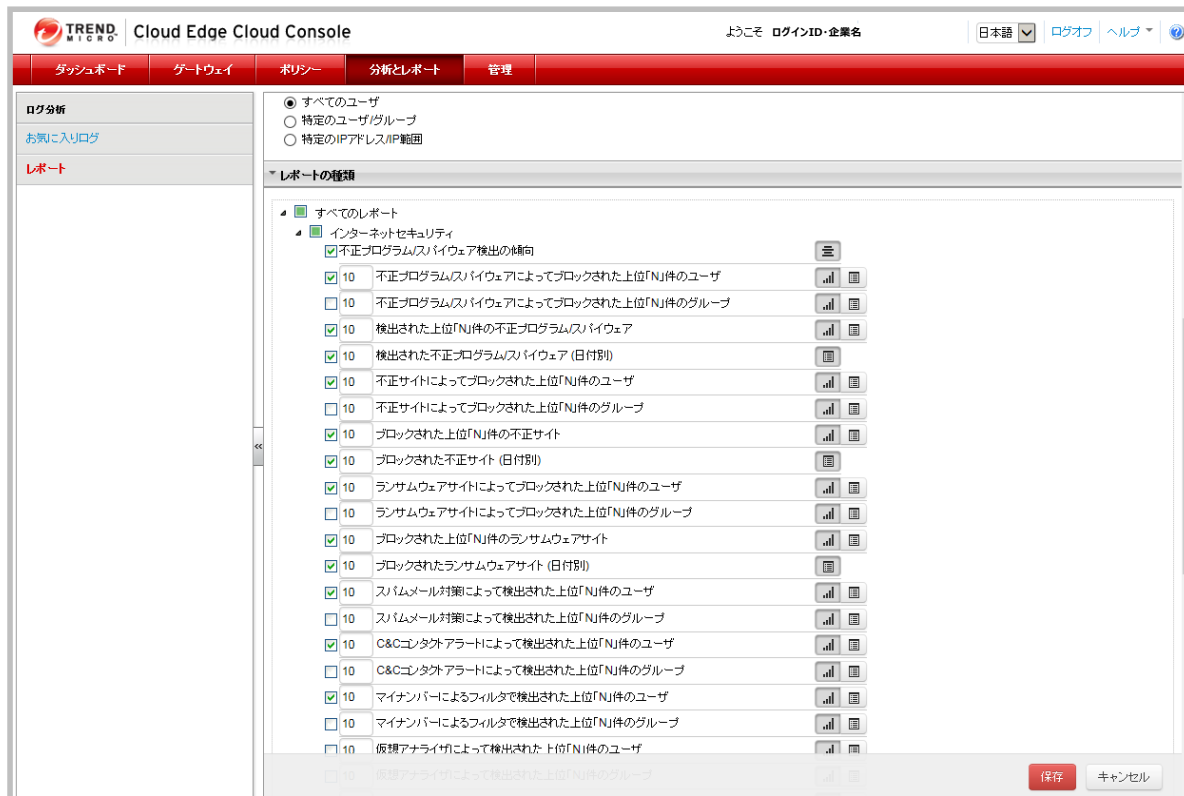 TREND MICRO Cloud Edge Cloud Console ようこそ ログインID・企業名 日本語 ログオフ ヘルプ
ダッシュボード ゲートウェイ ポリシー 分析とレポート 管理
ログ分析
お気に入りログ
レポート
すべてのユーザ
特定のユーザ/グループ
特定のIPアドレス/IP範囲
レポートの種類
すべてのレポート
インターネットセキュリティ
不正プログラム/スパイウェア検出の傾向
10 不正プログラム/スパイウェアによってブロックされた上位「N」件のユーザ
10 不正プログラム/スパイウェアによってブロックされた上位「N」件のグループ
10 検出された上位「N」件の不正プログラム/スパイウェア
10 検出された不正プログラム/スパイウェア (日付別)
10 不正サイトによってブロックされた上位「N」件のユーザ
10 不正サイトによってブロックされた上位「N」件のグループ
10 ブロックされた上位「N」件の不正サイト
10 ブロックされた不正サイト (日付別)
10 ランサムウェアサイトによってブロックされた上位「N」件のユーザ
10 ランサムウェアサイトによってブロックされた上位「N」件のグループ
10 ブロックされた上位「N」件のランサムウェアサイト
10 ブロックされたランサムウェアサイト (日付別)
10 スパムメール対策によって検出された上位「N」件のユーザ
10 スパムメール対策によって検出された上位「N」件のグループ
10 C&Cコンタクトアラートによって検出された上位「N」件のユーザ
10 C&Cコンタクトアラートによって検出された上位「N」件のグループ
10 マイナンバーによるフィルタで検出された上位「N」件のユーザ
10 マイナンバーによるフィルタで検出された上位「N」件のグループ
10 仮想アナライザによって検出された上位「N」件のユーザ
10 仮想アナライザによって検出された上位「N」件のグループ
保存 キャンセル